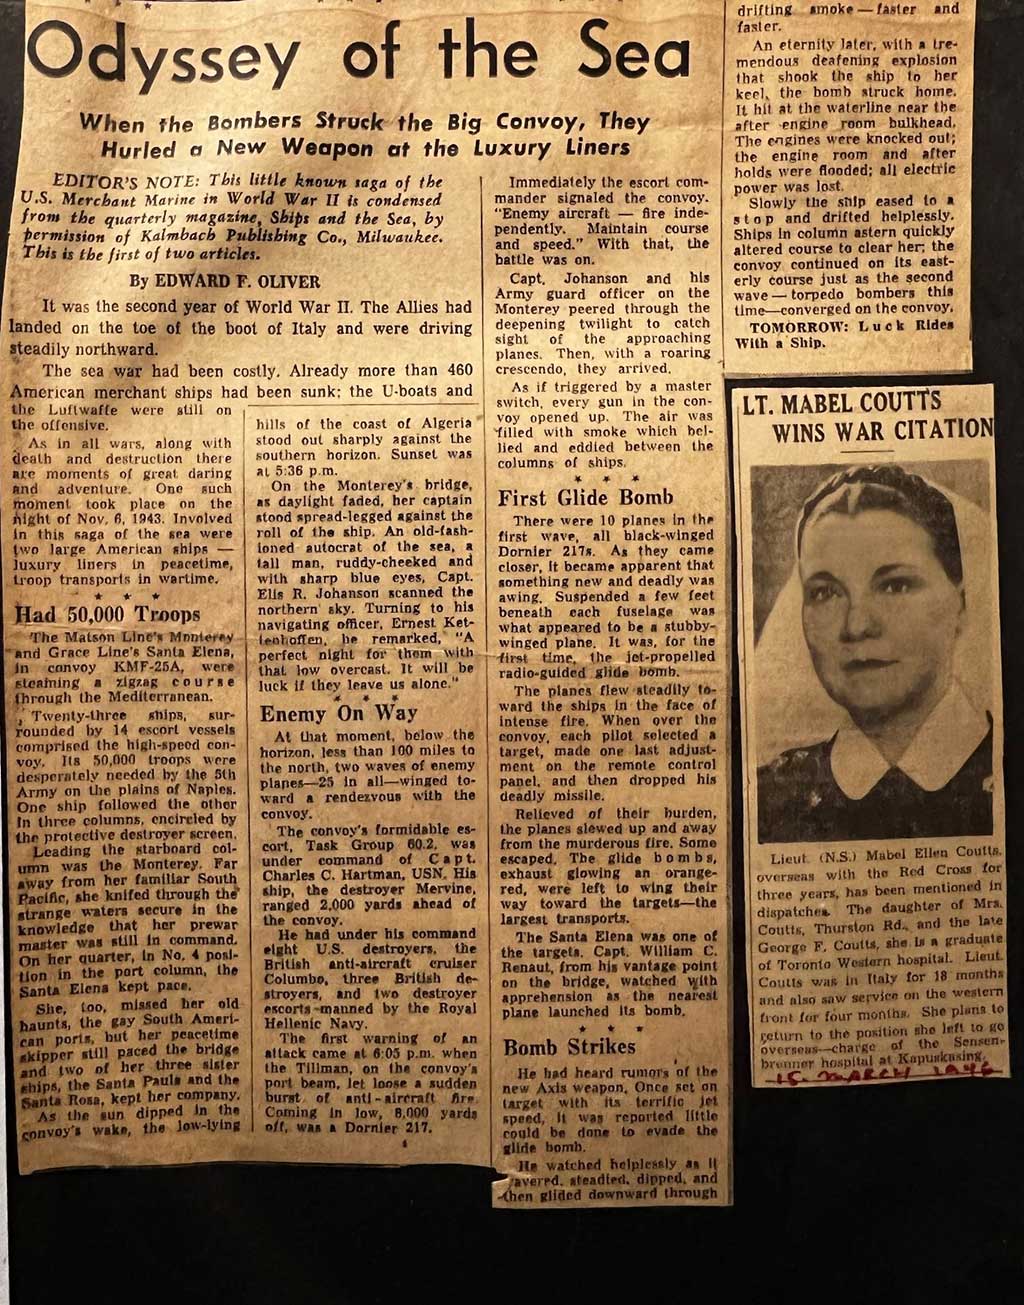 Odyssey of the Sea
When the Bombers Struck the Big Convoy, They
Hurled a New Weapon at the Luxury Liners
EDITOR'S NOTE: This little known saga of the
U.S. Merchant Marine in World War II is condensed
from the quarterly magazine, Ships and the Sea, by
permission of Kalmbach Publishing Co., Milwaukee.
This is the first of two articles.
By EDWARD F. OLIVER
It was the second year of World War II. The Allies had
landed on the toe of the boot of Italy and were driving
steadily northward.
The sea war had been costly. Already more than 460
American merchant ships had been sunk; the U-boats and
the Luftwaffe were still on
the offensive.
As in all wars, along with
death and destruction there
are moments of great daring
and adventure. One such
moment took place on the
night of Nov. 6, 1943. Involved
in this saga of the sea were
two large American ships —
luxury liners in peacetime,
troop transports in wartime.
* * *
Had 50,000 Troops
The Matson Line's Monterey
and Grace Line's Santa Elena,
in convoy KMF-25A, were
steaming a zigzag course
through the Mediterranean.
Twenty-three ships, sur-
rounded by 14 escort vessels
comprised the high-speed con-
voy. Its 50,000 troops were
desperately needed by the 5th
Army on the plains of Naples.
One ship followed the other
in three columns, encircled by
the protective destroyer screen.
Leading the starboard col-
umn was the Monterey. Far
away from her familiar South
Pacific, she knifed through the
strange waters secure in the
knowledge that her prewar
master was still in command.
On her quarter, in No. 4 posi-
tion in the port column, the
Santa Elena kept pace.
She, too, missed her old
haunts, the gay South Ameri-
can ports, but her peacetime
skipper still paced the bridge
and two of her three sister
ships, the Santa Paula and the
Santa Rosa, kept her company.
As the sun dipped in the
convoy's wake, the low-lying
hills of the coast of Algeria
stood out sharply against the
southern horizon. Sunset was
at 5:36 p.m.
On the Monterey's bridge,
as daylight faded, her captain
stood spread-legged against the
roll of the ship. An old-fash-
ioned autocrat of the sea, a
tall man, ruddy-cheeked and
with sharp blue eyes, Capt.
Elis R. Johanson scanned the
northern sky. Turning to his
navigating officer, Ernest Ket-
tenhoffen, he remarked, "A
perfect night for them with
that low overcast. It will be
luck if they leave us alone."
* * *
Enemy On Way
At that moment, below the
horizon, less than 100 miles to
the north, two waves of enemy
planes—25 in all—winged to-
ward a rendezvous with the
convoy.
The convoy's formidable es-
cort, Task Group 60.2, was
under command of Capt.
Charles C. Hartman, USN. His
ship, the destroyer Mervine,
ranged 2,000 yards ahead of
the convoy.
He had under his command
eight U.S. destroyers, the
British anti-aircraft cruiser
Columbo, three British de-
stroyers, and two destroyer
escorts manned by the Royal
Hellenic Navy.
The first warning of an
attack came at 6:05 p.m. when
the Tillman, on the convoy's
port beam, let loose a sudden
burst of anti-aircraft fire.
Coming in low, 8,000 yards
off, was a Dornier 217.
Immediately the escort com-
mander signaled the convoy.
"Enemy aircraft — fire inde-
pendently. Maintain course
and speed." With that, the
battle was on.
Capt. Johanson and his
Army guard officer on the
Monterey peered through the
deepening twilight to catch
sight of the approaching
planes. Then, with a roaring
crescendo, they arrived.
As if triggered by a master
switch, every gun in the con-
voy opened up. The air was
filled with smoke which bel-
lied and eddied between the
columns of ships.
* * *
First Glide Bomb
There were 10 planes in the
first wave, all black-winged
Dornier 217s. As they came
closer, it became apparent that
something new and deadly was
awing. Suspended a few feet
beneath each fuselage was
what appeared to be a stubby-
winged plane. It was, for the
first time, the jet-propelled
radio-guided glide bomb.
The planes flew steadily to-
ward the ships in the face of
intense fire. When over the
convoy, each pilot selected a
target, made one last adjust-
ment on the remote control
panel, and then dropped his
deadly missile.
Relieved of their burden,
the planes slewed up and away
from the murderous fire. Some
escaped. The glide bombs,
exhaust glowing an orange-
red, were left to wing their
way toward the targets—the
largest transports.
The Santa Elena was one of
the targets. Capt. William C.
Renaut, from his vantage point
on the bridge, watched with
apprehension as the nearest
plane launched its bomb.
* * *
Bomb Strikes
He had heard rumors of the
new Axis weapon. Once set on
target with its terrific jet
speed, it was reported little
could be done to evade the
glide bomb.
He watched helplessly as it
wavered, steadied, dipped, and
then glided downward through
drifting smoke — faster and
faster.
An eternity later, with a tre-
mendous deafening explosion
that shook the ship to her
keel, the bomb struck home.
It hit at the waterline near the
after engine room bulkhead.
The engines were knocked out;
the engine room and after
holds were flooded; all electric
power was lost.
Slowly the ship eased to a
stop and drifted helplessly.
Ships in column astern quickly
altered course to clear her; the
convoy continued on its east-
erly course just as the second
wave — torpedo bombers this
time—converged on the convoy.
TOMORROW: Luck Rides
With a Ship.
LT. MABEL COUTTS
WINS WAR CITATION
Lieut. (N.S.) Mabel Ellen Coutts,
overseas with the Red Cross for
three years, has been mentioned in
dispatches. The daughter of Mrs.
Coutts, Thurston Rd., and the late
George F. Coutts, she is a graduate
of Toronto Western hospital. Lieut.
Coutts was in Italy for 18 months
and also saw service on the western
front for four months. She plans to
return to the position she left to go
overseas—charge of the Sensen-
brenner hospital at Kapuskasing.
15. MARCH 1946